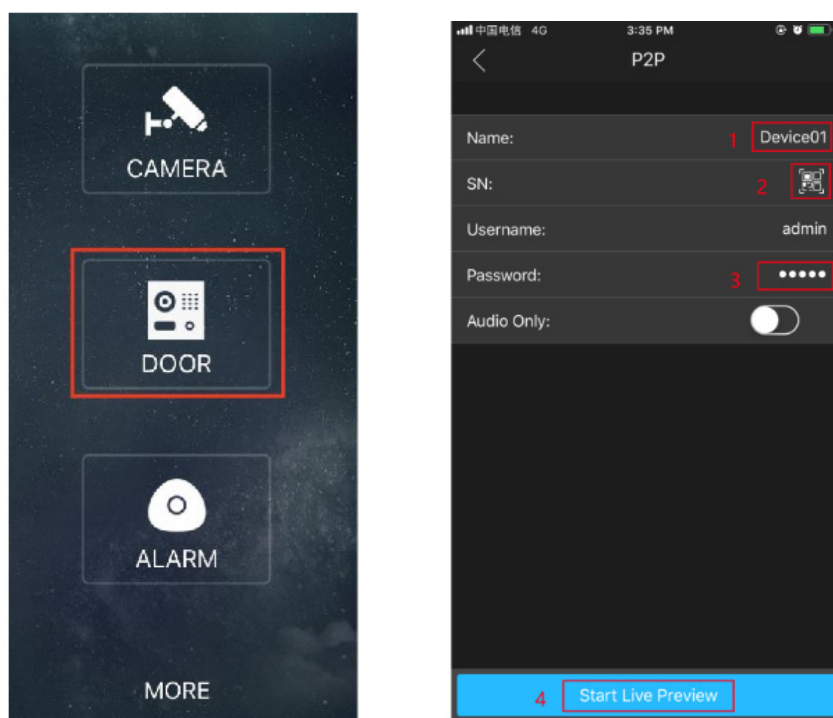 CAMERA
DOOR
ALARM
MORE
中国电信 4G 3:35 PM
P2P
Name: 1 Device01
SN: 2
Username: admin
Password: 3 •••••
Audio Only:
4 Start Live Preview